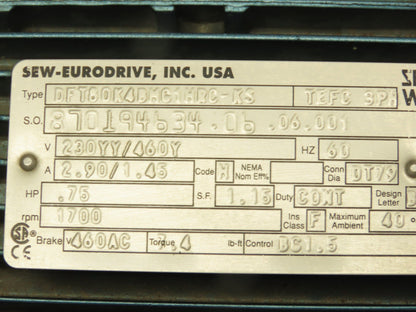 SEW-EURODRIVE, INC. USA
Type DFT80K4BMG1HRC-KS TEFC SPH
S.O. 870194634.06 .06.001
V 230YY/460Y HZ 60
A 2.90/1.45 Code M NEMA Nom Eff% Conn Dia DT79
HP .75 S.F. 1.15 Duty CONT Design Letter
rpm 1700 Ins Class F Maximum Ambient 40
Brake V 460AC Torque 7.4 lb-ft Control BG1.5